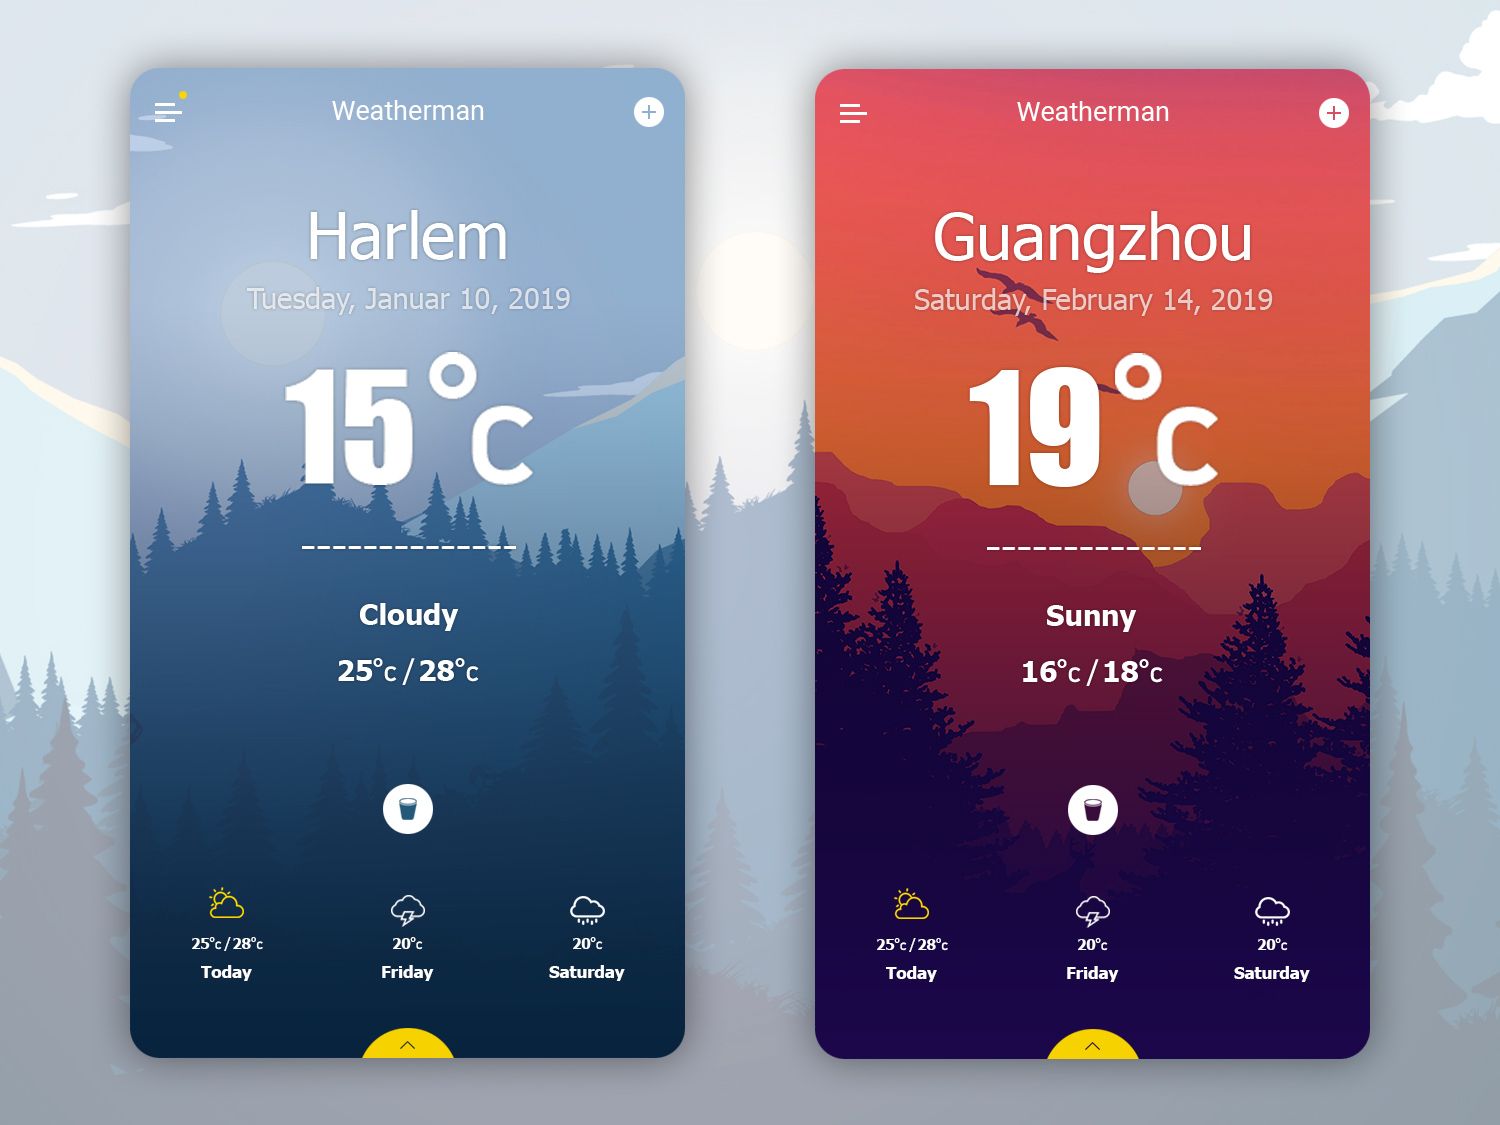 Weatherman
Harlem
Tuesday, Januar 10, 2019
15°C
Cloudy
25°C / 28°C
25°C / 28°C
20°C
20°C
Today
Friday
Saturday
Weatherman
Guangzhou
Saturday, February 14, 2019
19°C
Sunny
16°C / 18°C
25°C / 28°C
20°C
20°C
Today
Friday
Saturday